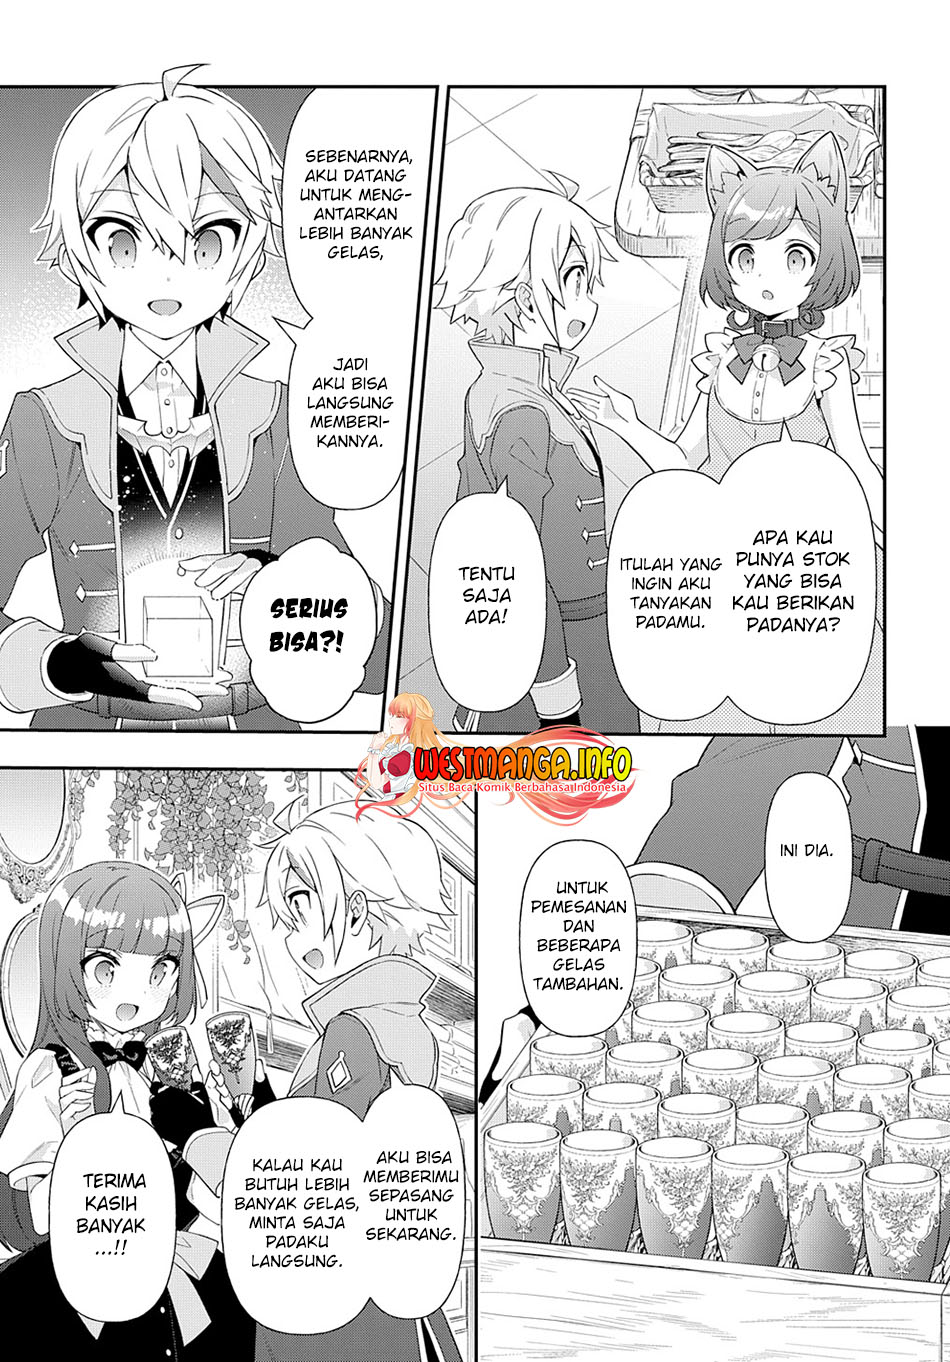 APA KAU
PUNYA STOK
YANG BISA
KAU BERIKAN
PADANYA?
ITULAH YANG
INGIN AKU
TANYAKAN
PADAMU.
TENTU
SAJA
ADA!
SEBENARNYA,
AKU DATANG
UNTUK MENG-
ANTARKAN
LEBIH BANYAK
GELAS,
JADI
AKU BISA
LANGSUNG
MEMBERI-
KANNYA.
SERIUS
BISA?!
WESTMANGA.INFO
Situs Baca Komik Berbahasa Indonesia
INI DIA.
UNTUK
PEMESANAN
DAN
BEBERAPA
GELAS
TAMBAHAN.
AKU BISA
MEMBERIMU
SEPASANG
UNTUK
SEKARANG.
KALAU KAU
BUTUH LEBIH
BANYAK GELAS,
MINTA SAJA
PADAKU
LANGSUNG.
TERIMA
KASIH
BANYAK
...!!